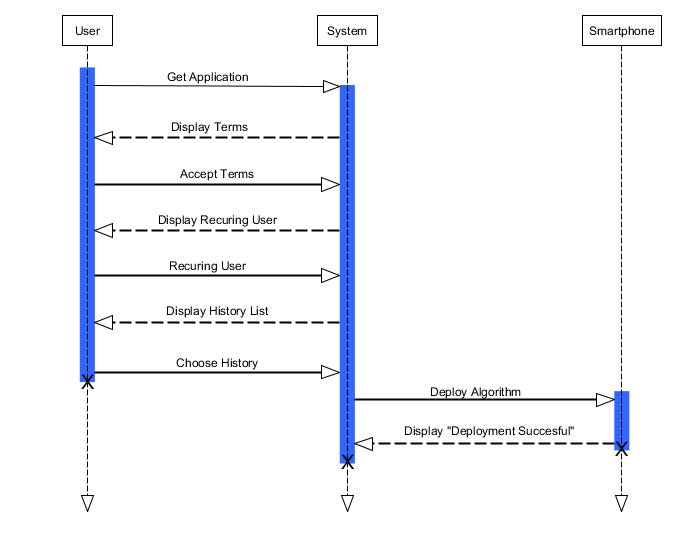 User
System
Smartphone
Get Application
Display Terms
Accept Terms
Display Recuring User
Recuring User
Display History List
Choose History
Deploy Algorithm
Display "Deployment Succesful"
X
X
X